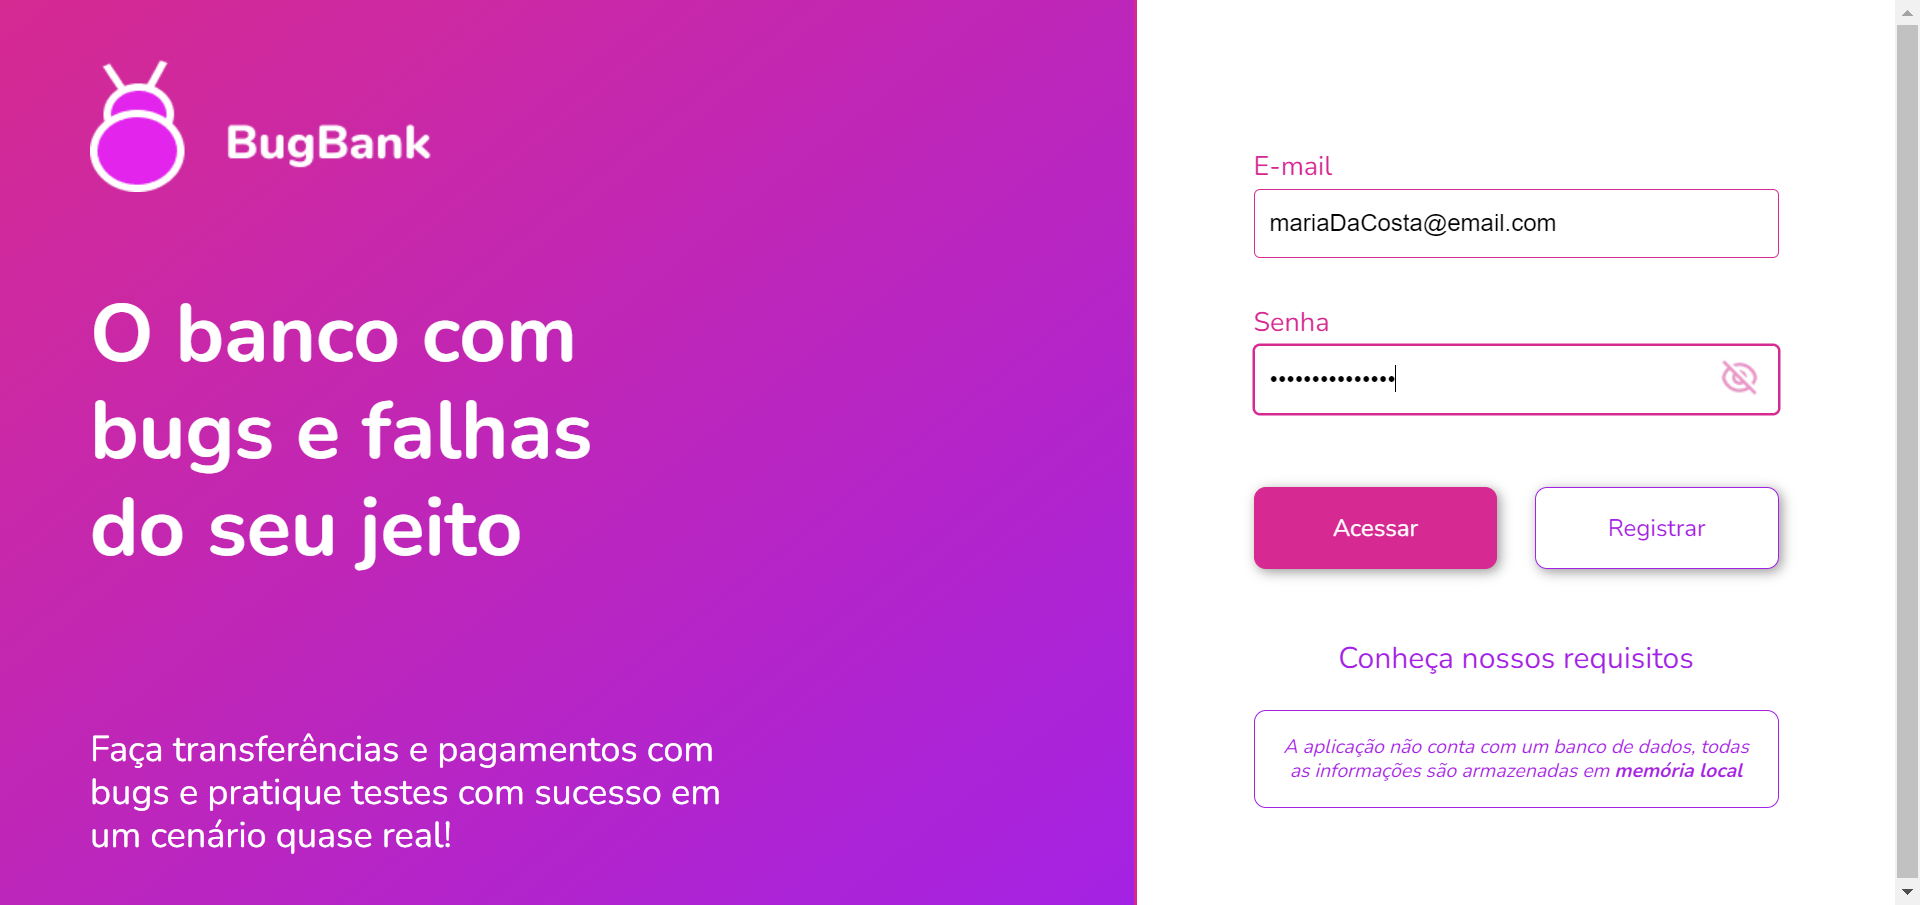 BugBank
O banco com
bugs e falhas
do seu jeito
Faça transferências e pagamentos com
bugs e pratique testes com sucesso em
um cenário quase real!
E-mail
mariaDaCosta@email.com
Senha
•••••••••••••••
Acessar
Registrar
Conheça nossos requisitos
A aplicação não conta com um banco de dados, todas
as informações são armazenadas em memória local